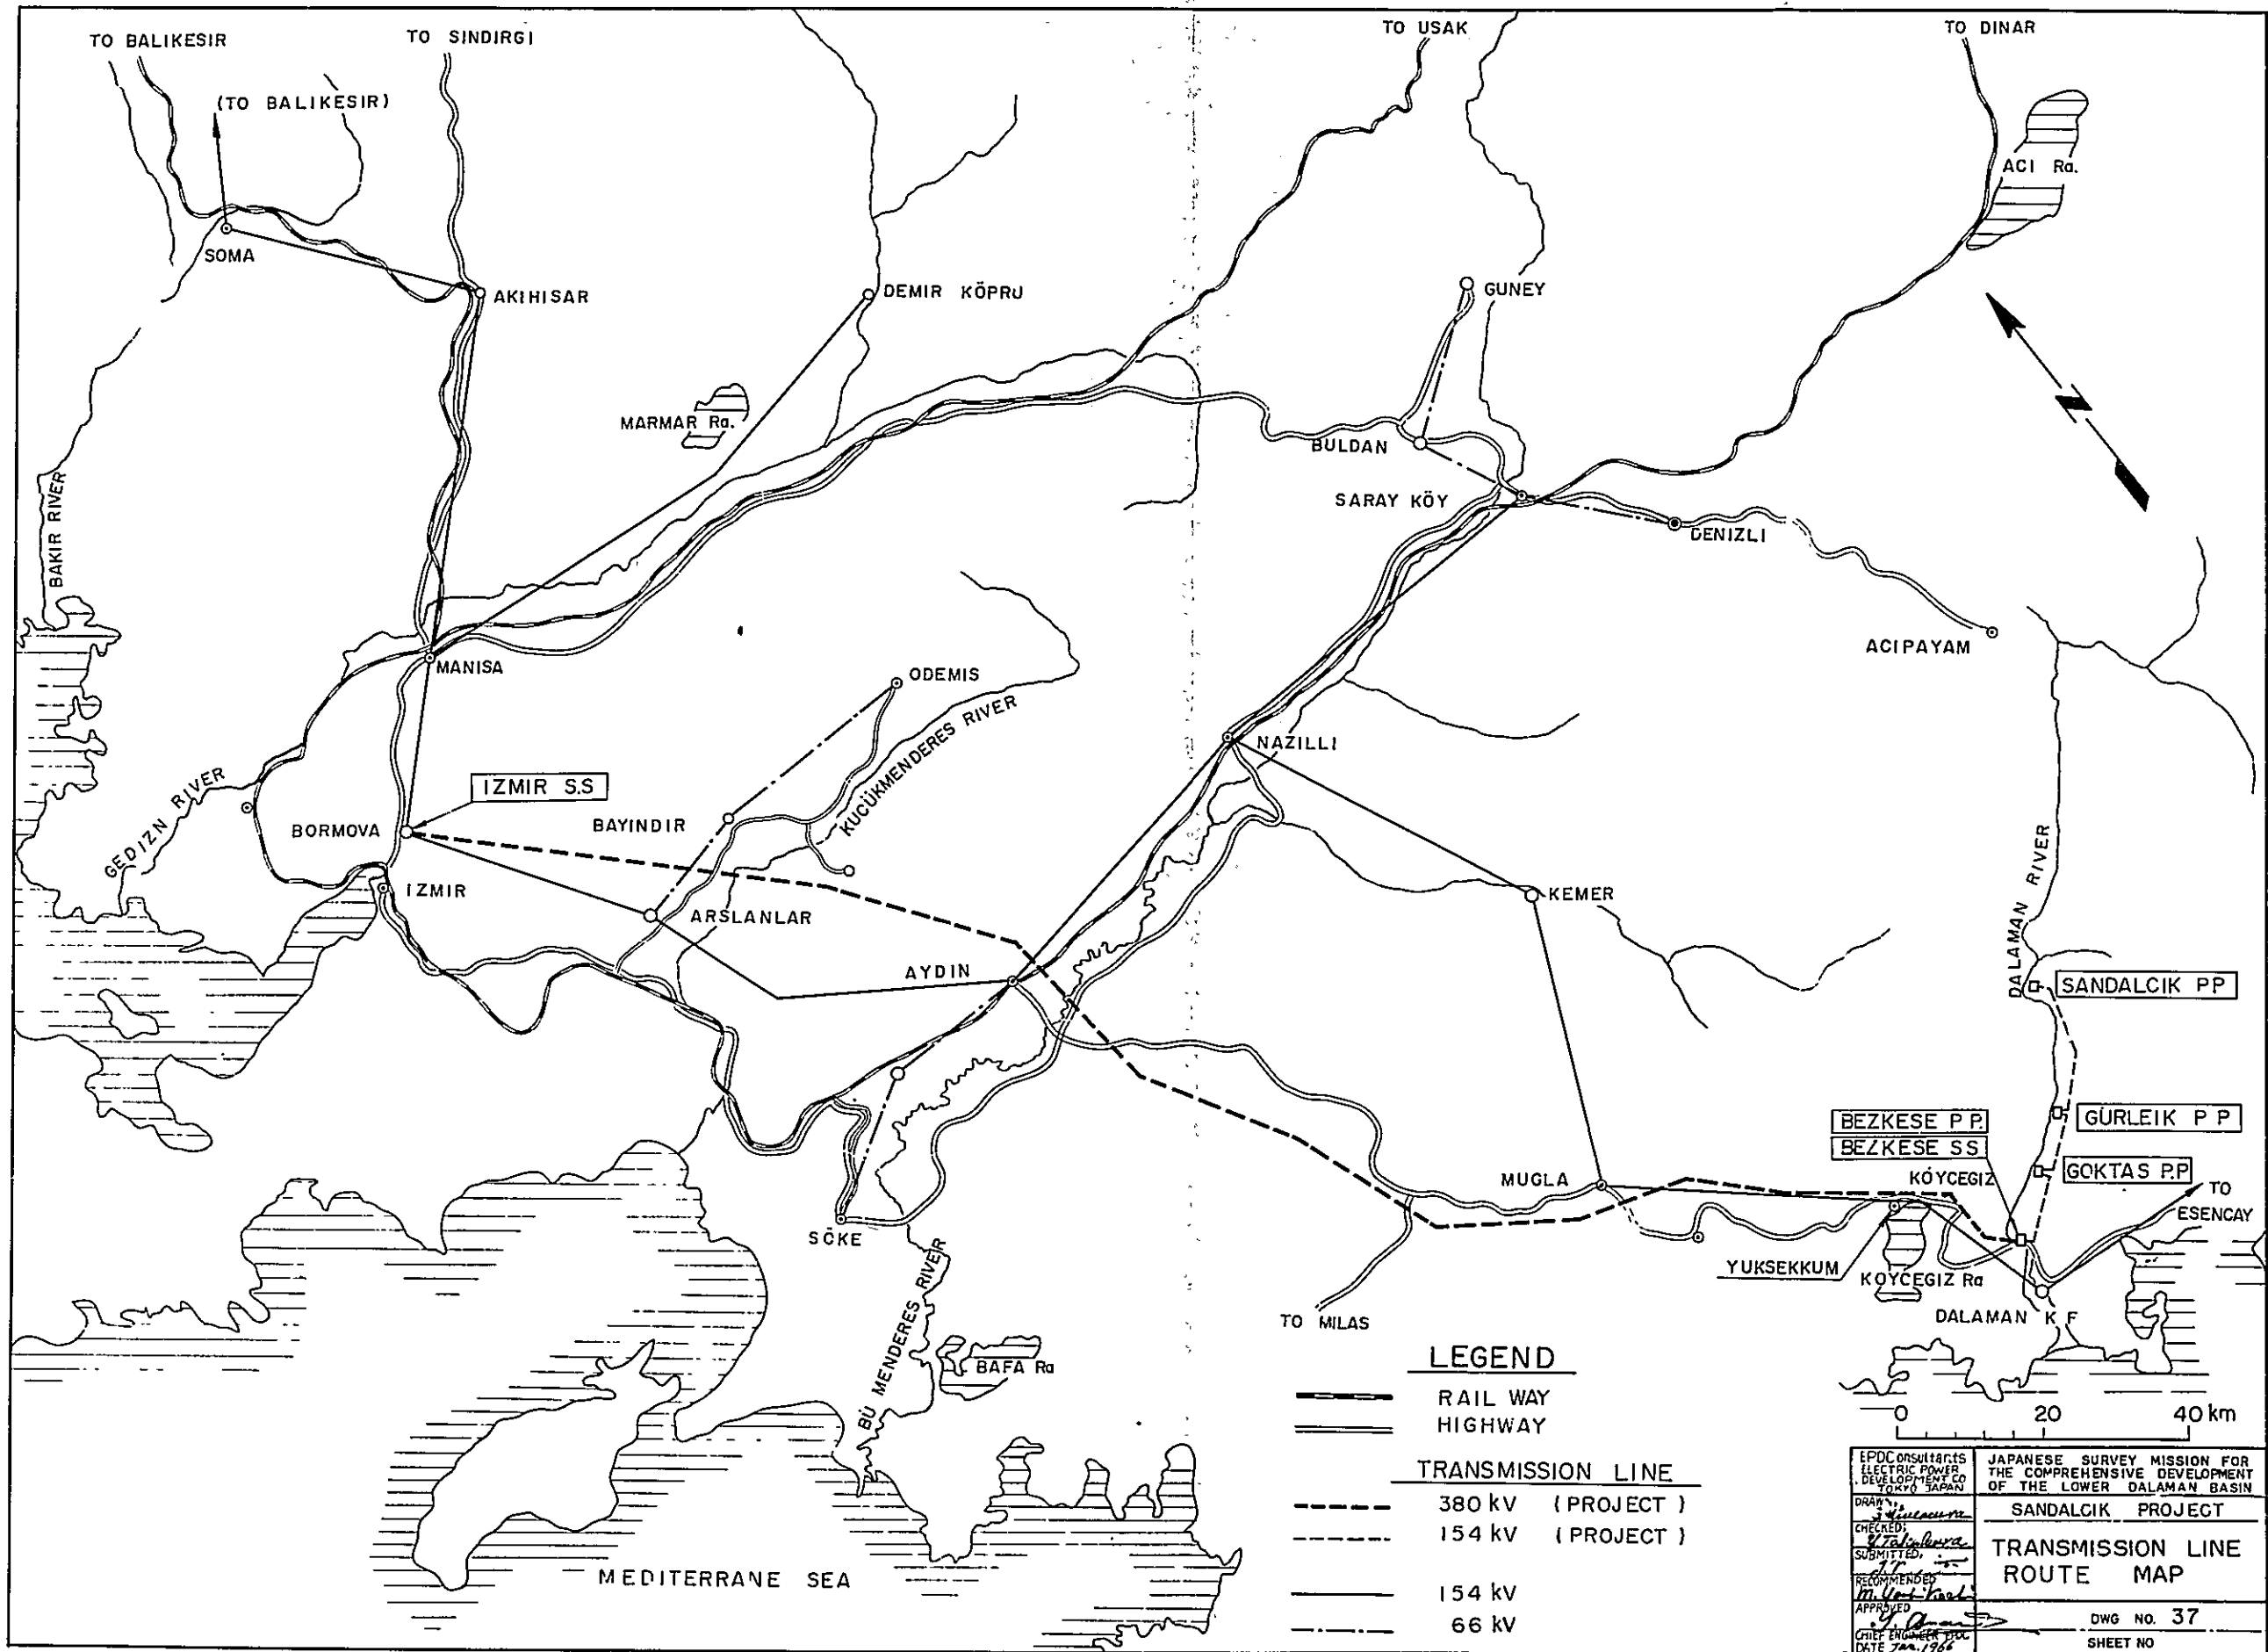 TO BALIKESIR
TO SINDIRGI
TO USAK
TO DINAR
(TO BALIKESIR)
ACI Ra.
SOMA
AKIHISAR
DEMIR KÖPRU
GUNEY
MARMAR Ra.
BULDAN
SARAY KÖY
DENIZLI
BAKIR RIVER
ACIPAYAM
MANISA
ODEMIS
KUCÜKMENDERES RIVER
NAZILLI
GEDIZN RIVER
IZMIR S.S
BORMOVA
BAYINDIR
IZMIR
ARSLANLAR
KEMER
DALAMAN RIVER
AYDIN
SANDALCIK P.P
BEZKESE P P.
BEZKESE SS
GÜRLEIK P P
GOKTAS P.P
KÖYCEGIZ
MUGLA
TO
ESENCAY
SÖKE
YUKSEKKUM
KOYCEGIZ Ra
DALAMAN K F
TO MILAS
BÜ MENDERES RIVER
BAFA Ra
MEDITERRANE SEA
LEGEND
RAIL WAY
HIGHWAY
TRANSMISSION LINE
380 kV (PROJECT)
154 kV (PROJECT)
154 kV
66 kV
0 20 40 km
EPDConsultants
ELECTRIC POWER
DEVELOPMENT CO
TOKYO JAPAN
JAPANESE SURVEY MISSION FOR
THE COMPREHENSIVE DEVELOPMENT
OF THE LOWER DALAMAN BASIN
DRAWN,
SANDALCIK PROJECT
CHECKED,
SUBMITTED,
TRANSMISSION LINE
ROUTE MAP
RECOMMENDED
APPROVED
DWG NO. 37
CHIEF ENGINEER
DATE Jan. 1966
SHEET NO